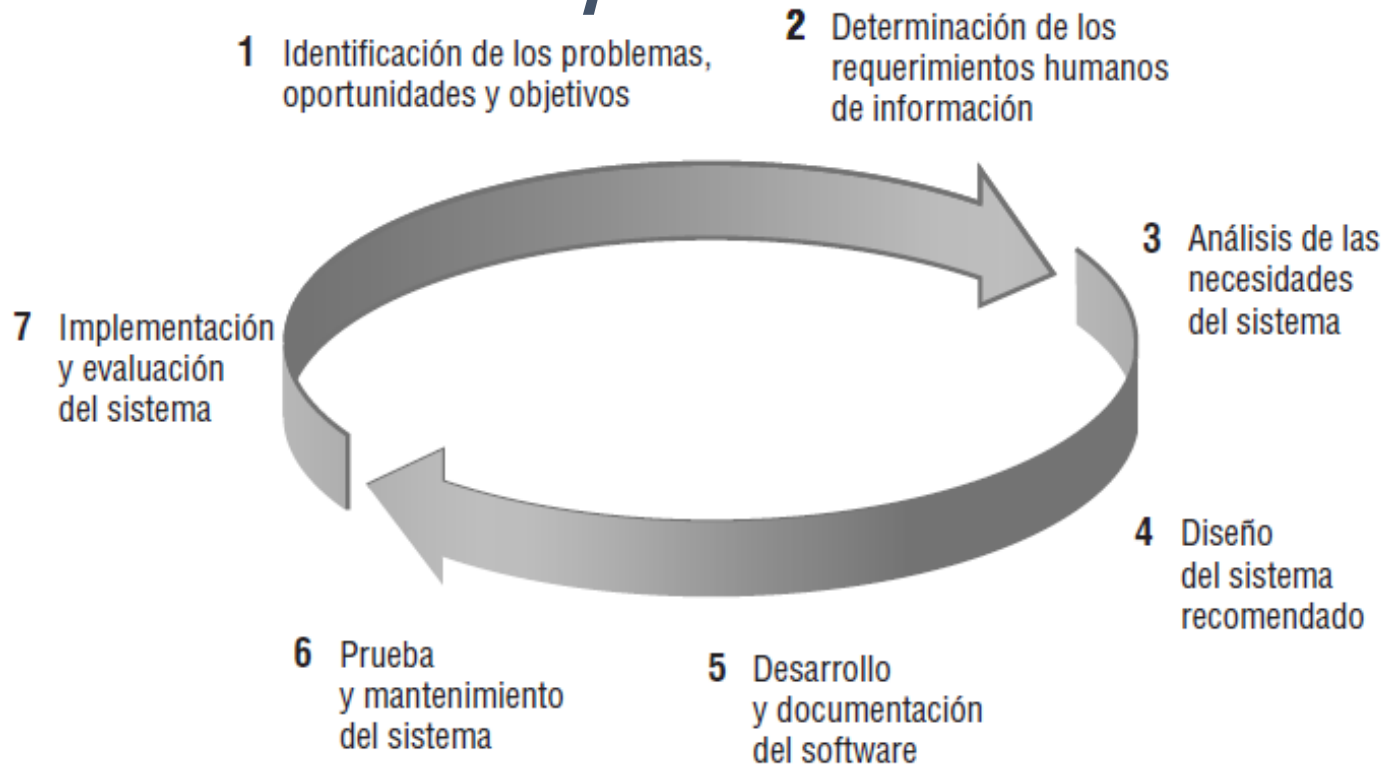 1 Identificación de los problemas,
oportunidades y objetivos
2 Determinación de los
requerimientos humanos
de información
3 Análisis de las
necesidades
del sistema
4 Diseño
del sistema
recomendado
5 Desarrollo
y documentación
del software
6 Prueba
y mantenimiento
del sistema
7 Implementación
y evaluación
del sistema